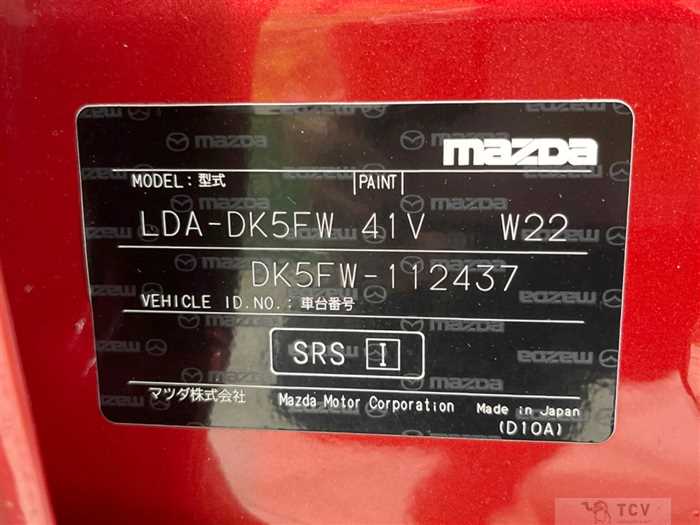 mazda
MODEL:型式 PAINT
LDA-DK5FW 41V W22
DK5FW-112437
VEHICLE ID.NO.:車台番号
SRS I
マツダ株式会社 Mazda Motor Corporation Made in Japan
(D10A)
TCV